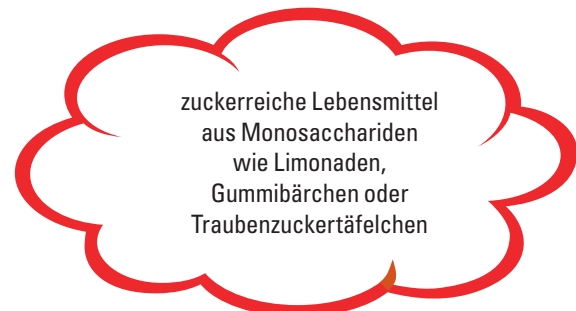 zuckerreiche Lebensmittel
aus Monosacchariden
wie Limonaden,
Gummibärchen oder
Traubenzuckertäfelchen